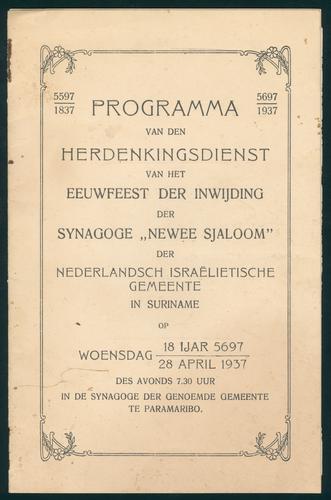 5597
1837
5697
1937
PROGRAMMA
VAN DEN
HERDENKINGSDIENST
VAN HET
EEUWFEEST DER INWIJDING
DER
SYNAGOGE „NEWEE SJALOOM"
DER
NEDERLANDSCH ISRAËLIETISCHE
GEMEENTE
IN SURINAME
OP
WOENSDAG 18 IJAR 5697
28 APRIL 1937
DES AVONDS 7.30 UUR
IN DE SYNAGOGE DER GENOEMDE GEMEENTE
TE PARAMARIBO.